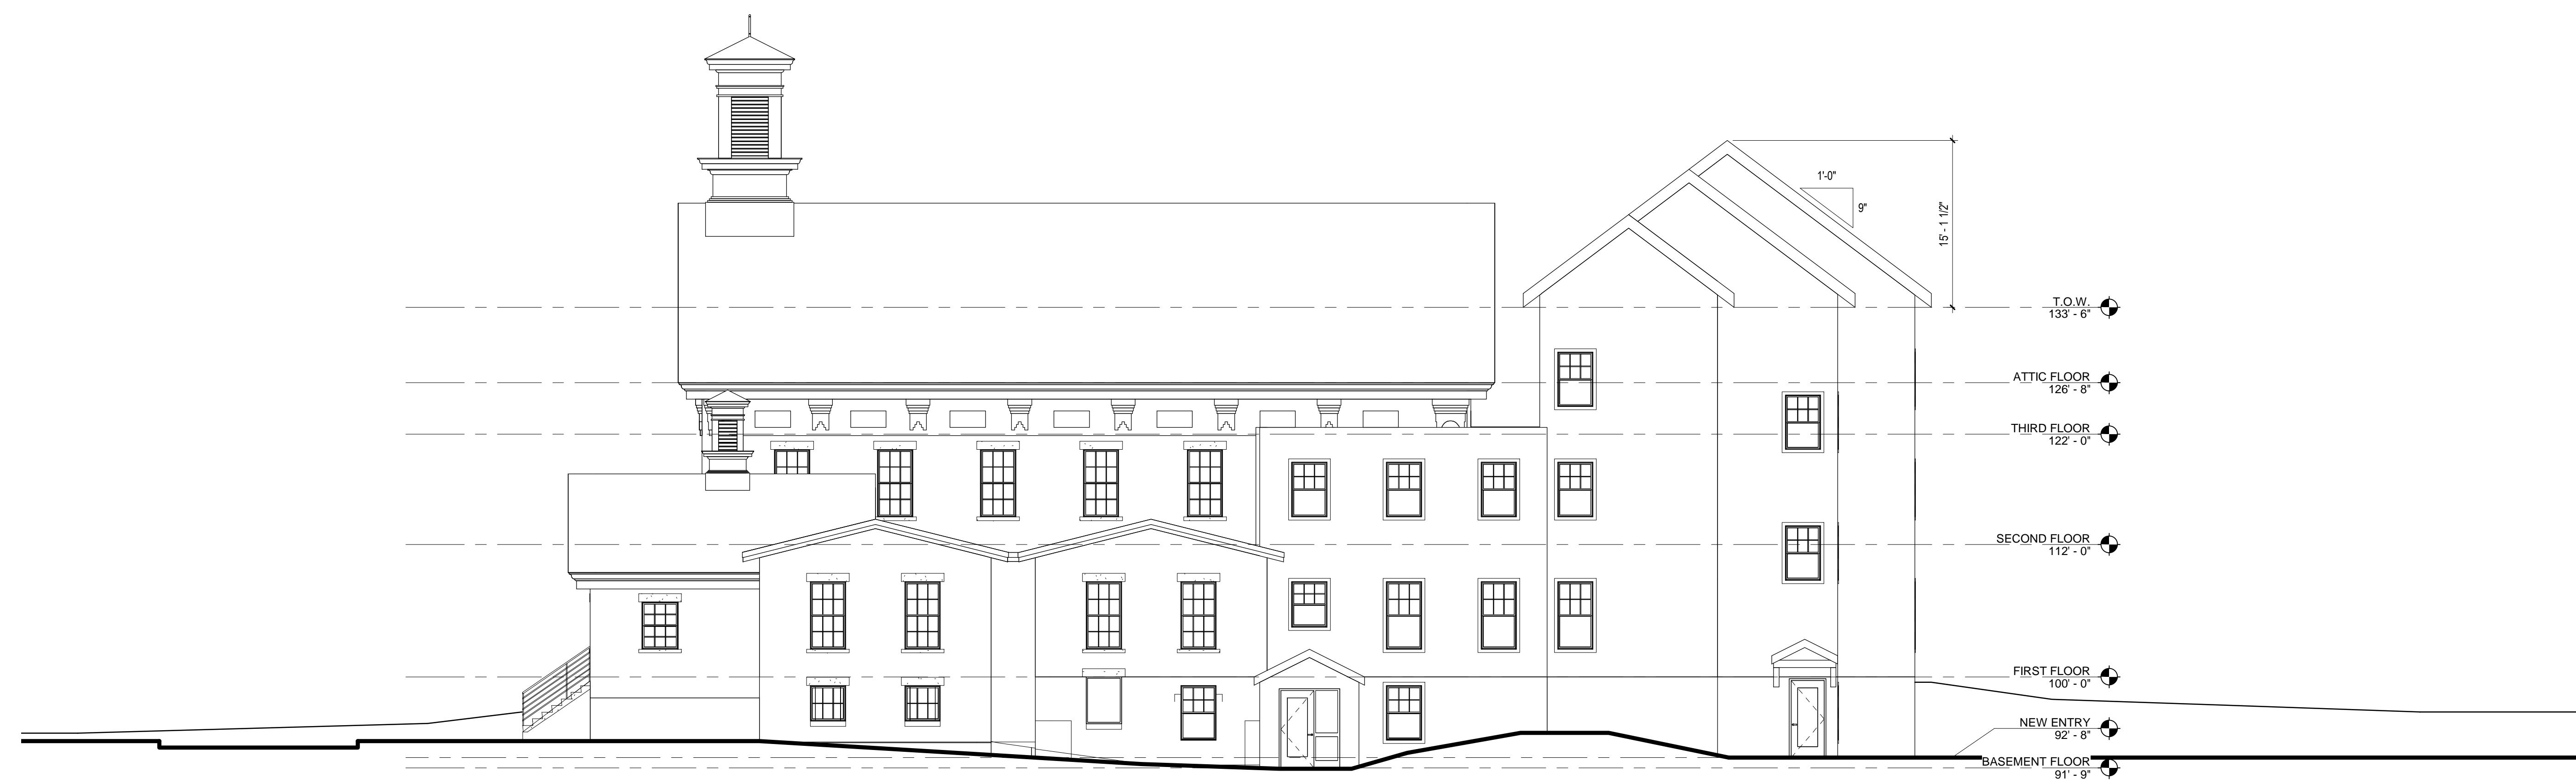 1'-0"
9"
15' - 1 1/2"
T.O.W.
133' - 6"
ATTIC FLOOR
126' - 8"
THIRD FLOOR
122' - 0"
SECOND FLOOR
112' - 0"
FIRST FLOOR
100' - 0"
NEW ENTRY
92' - 8"
BASEMENT FLOOR
91' - 9"